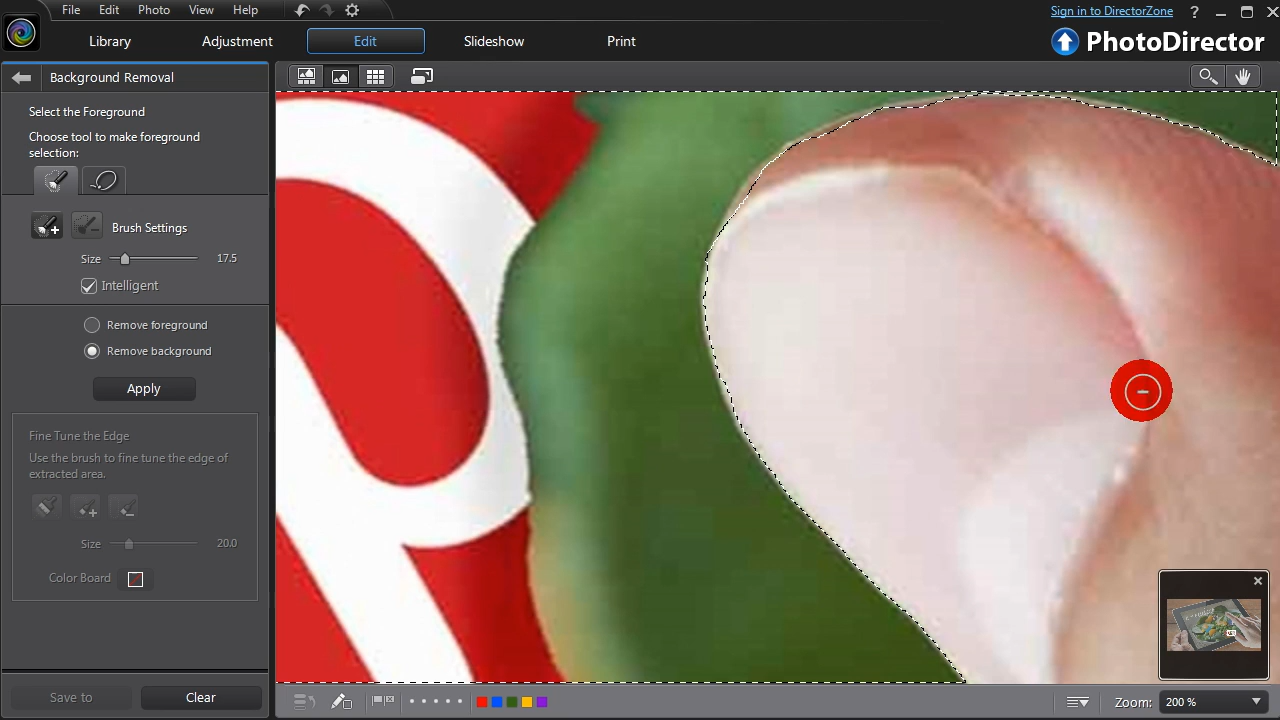 File Edit Photo View Help
Sign in to DirectorZone ?
Library Adjustment Edit Slideshow Print
PhotoDirector
Background Removal
Select the Foreground
Choose tool to make foreground
selection:
Brush Settings
Size 17.5
Intelligent
Remove foreground
Remove background
Apply
Fine Tune the Edge
Use the brush to fine tune the edge of
extracted area.
Size 20.0
Color Board
Save to Clear
Zoom: 200 %